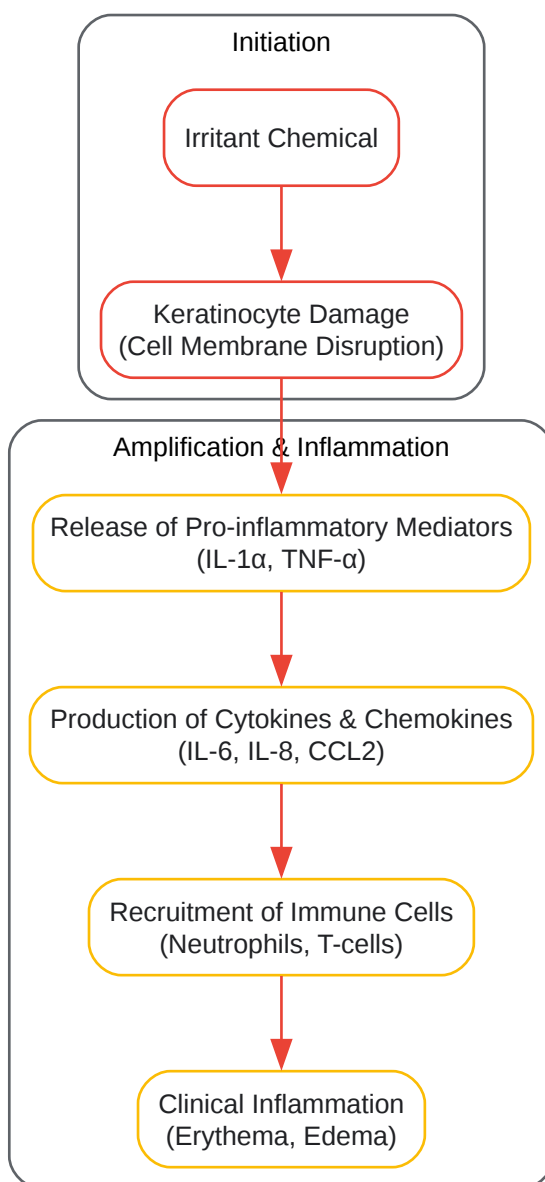 Initiation
Irritant Chemical
Keratinocyte Damage
(Cell Membrane Disruption)
Amplification & Inflammation
Release of Pro-inflammatory Mediators
(IL-1α, TNF-α)
Production of Cytokines & Chemokines
(IL-6, IL-8, CCL2)
Recruitment of Immune Cells
(Neutrophils, T-cells)
Clinical Inflammation
(Erythema, Edema)